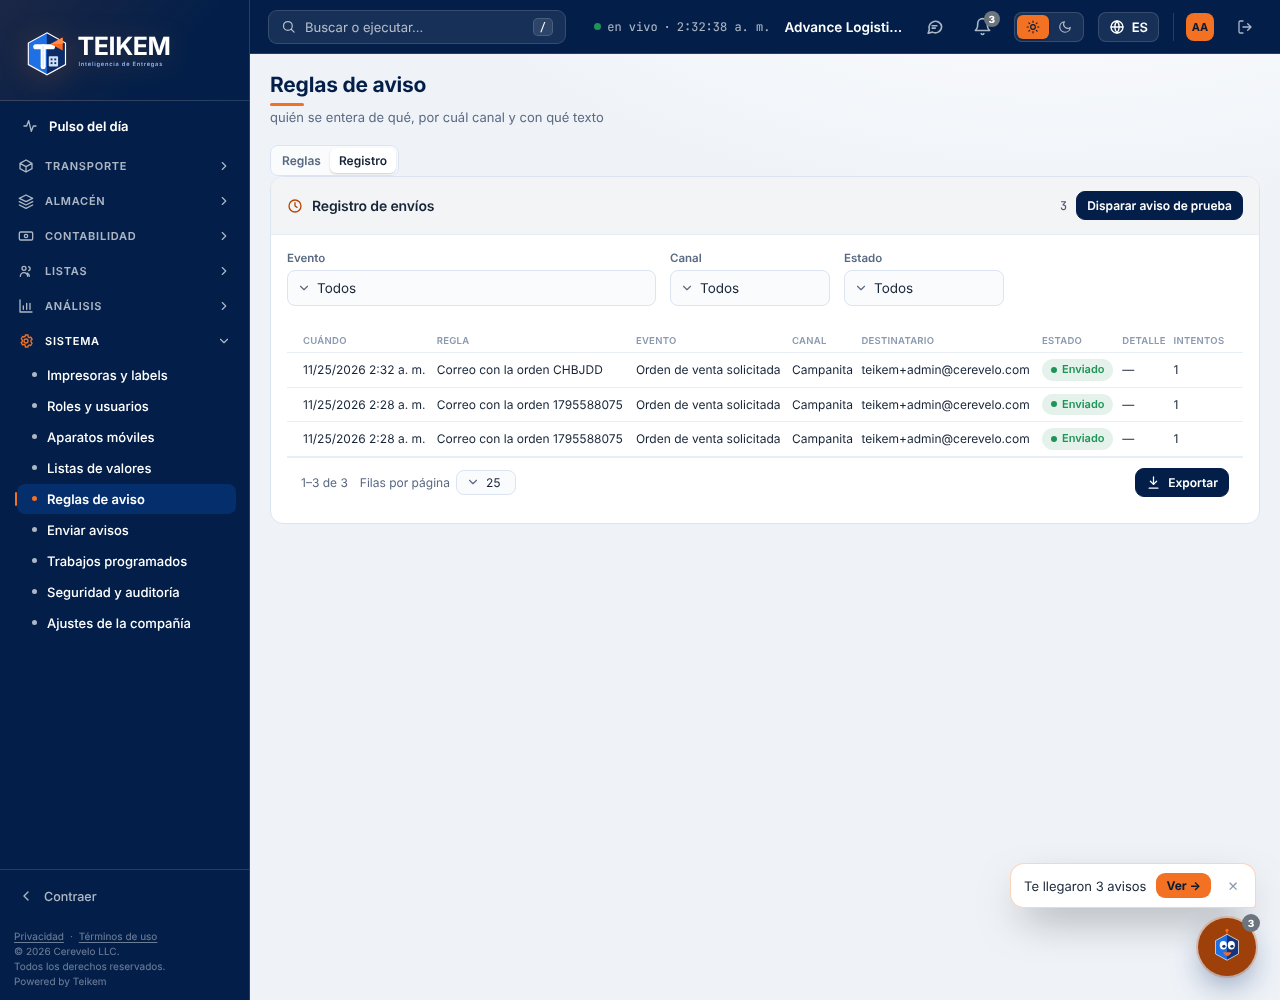 TEIKEM
Inteligencia de Entregas
Buscar o ejecutar...
/
en vivo · 2:32:38 a. m.
Advance Logisti...
3
ES
AA
Pulso del día
TRANSPORTE
ALMACÉN
CONTABILIDAD
LISTAS
ANÁLISIS
SISTEMA
Impresoras y labels
Roles y usuarios
Aparatos móviles
Listas de valores
Reglas de aviso
Enviar avisos
Trabajos programados
Seguridad y auditoría
Ajustes de la compañía
Contraer
Privacidad · Términos de uso
© 2026 Cerevelo LLC.
Todos los derechos reservados.
Powered by Teikem
Reglas de aviso
quién se entera de qué, por cuál canal y con qué texto
Reglas Registro
Registro de envíos
3 Disparar aviso de prueba
Evento Canal Estado
Todos Todos Todos
CUÁNDO REGLA EVENTO CANAL DESTINATARIO ESTADO DETALLE INTENTOS
11/25/2026 2:32 a. m. Correo con la orden CHBJDD Orden de venta solicitada Campanita teikem+admin@cerevelo.com Enviado — 1
11/25/2026 2:28 a. m. Correo con la orden 1795588075 Orden de venta solicitada Campanita teikem+admin@cerevelo.com Enviado — 1
11/25/2026 2:28 a. m. Correo con la orden 1795588075 Orden de venta solicitada Campanita teikem+admin@cerevelo.com Enviado — 1
1–3 de 3 Filas por página 25 Exportar
Te llegaron 3 avisos Ver → ×
3